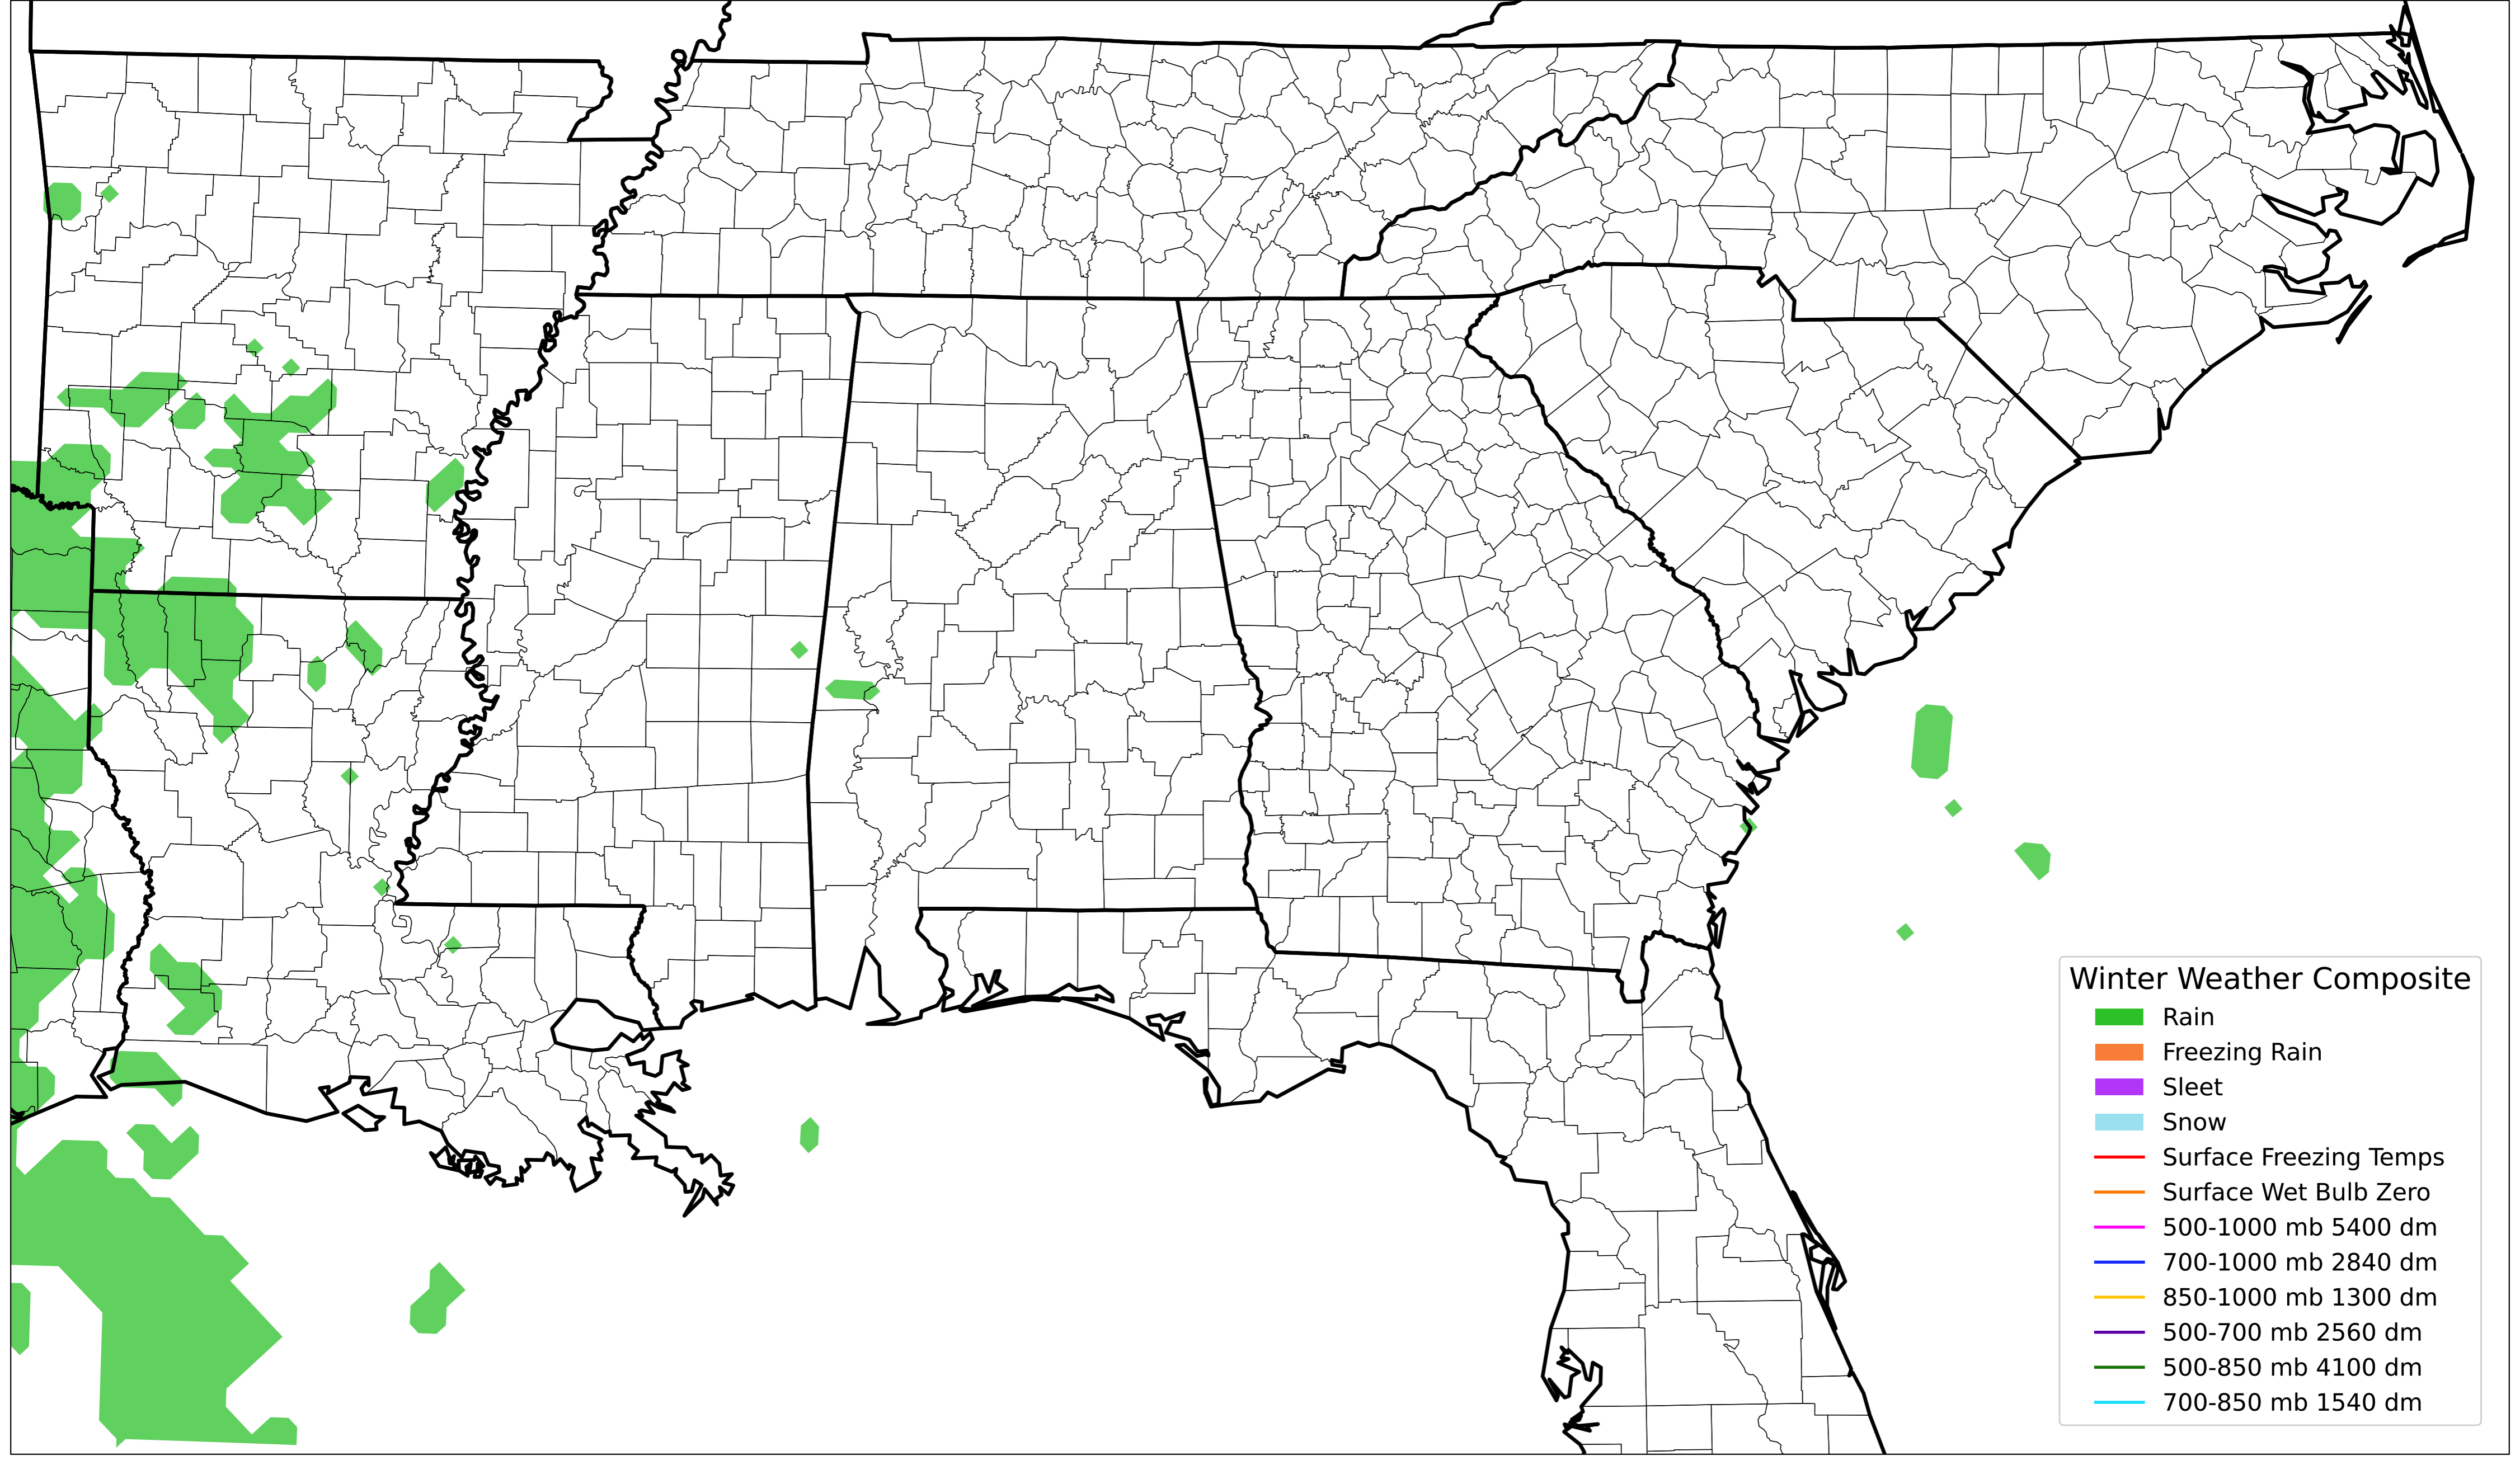 Winter Weather Composite
Rain
Freezing Rain
Sleet
Snow
Surface Freezing Temps
Surface Wet Bulb Zero
500-1000 mb 5400 dm
700-1000 mb 2840 dm
850-1000 mb 1300 dm
500-700 mb 2560 dm
500-850 mb 4100 dm
700-850 mb 1540 dm